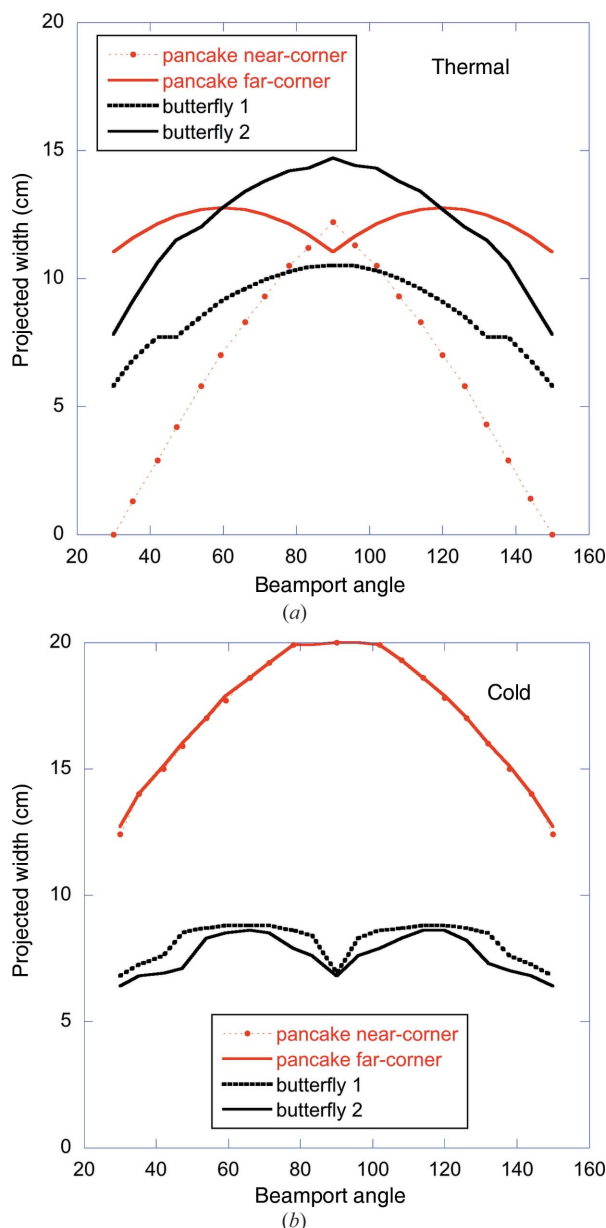 20
15
10
5
0
Projected width (cm)
pancake near-corner
pancake far-corner
butterfly 1
butterfly 2
Thermal
20 40 60 80 100 120 140 160
Beamport angle
(a)
20
15
10
5
0
Projected width (cm)
Cold
pancake near-corner
pancake far-corner
butterfly 1
butterfly 2
20 40 60 80 100 120 140 160
Beamport angle
(b)